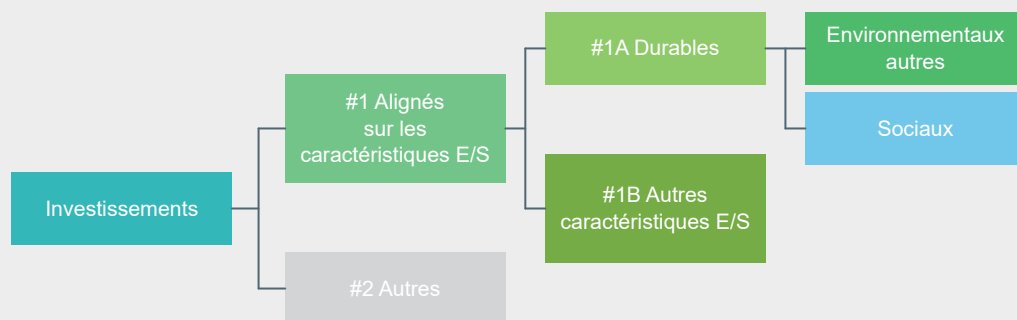 Investissements
#1 Alignés
sur les
caractéristiques E/S
#2 Autres
#1A Durables
#1B Autres
caractéristiques E/S
Environnementaux
autres
Sociaux